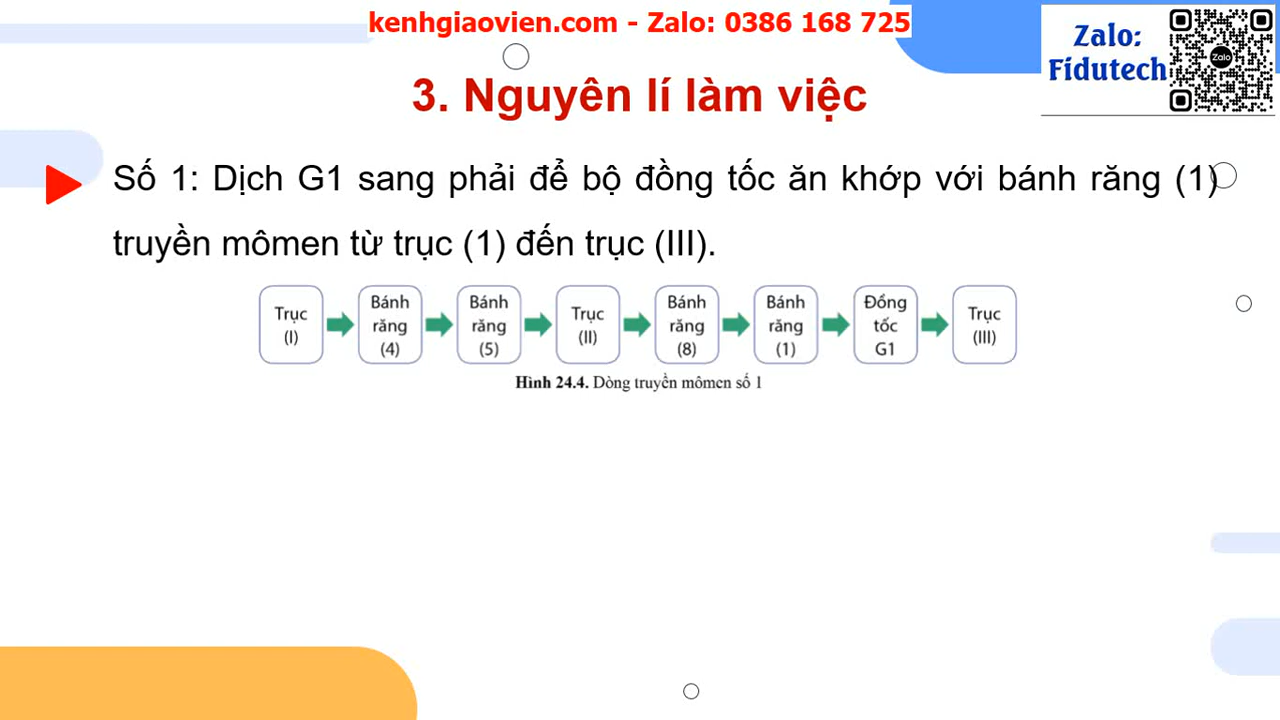 kenhgiaovien.com - Zalo: 0386 168 725
Zalo:
Fidutech
Zalo
3. Nguyên lí làm việc
Số 1: Dịch G1 sang phải để bộ đồng tốc ăn khớp với bánh răng (1)
truyền mômen từ trục (1) đến trục (III).
Trục
(I)
Bánh
răng
(4)
Bánh
răng
(5)
Trục
(II)
Bánh
răng
(8)
Bánh
răng
(1)
Đồng
tốc
G1
Trục
(III)
Hình 24.4. Dòng truyền mômen số 1